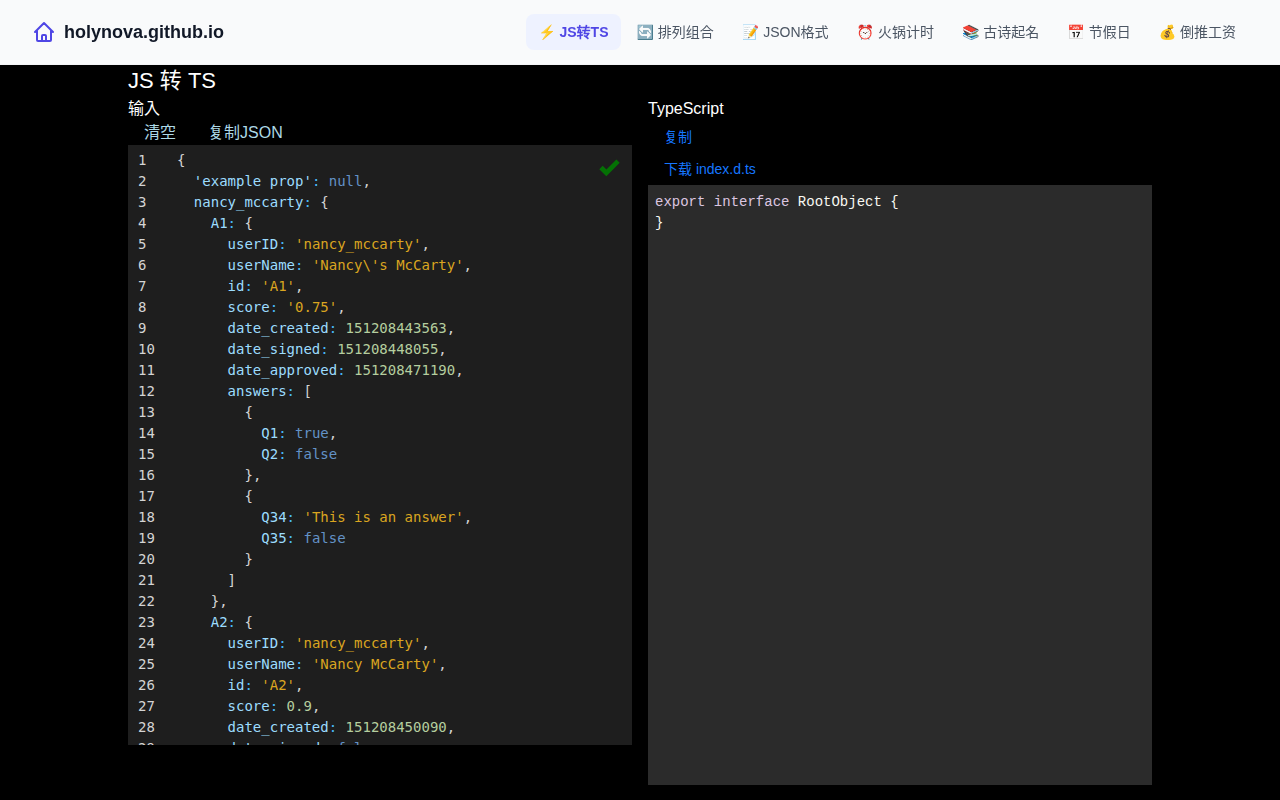 holynova.github.io
⚡ JS转TS
🔄 排列组合
📝 JSON格式
⏰ 火锅计时
📚 古诗起名
📅 节假日
💰 倒推工资
JS 转 TS
输入
清空 复制JSON
1 {
2 'example prop': null,
3 nancy_mccarty: {
4 A1: {
5 userID: 'nancy_mccarty',
6 userName: 'Nancy\'s McCarty',
7 id: 'A1',
8 score: '0.75',
9 date_created: 151208443563,
10 date_signed: 151208448055,
11 date_approved: 151208471190,
12 answers: [
13 {
14 Q1: true,
15 Q2: false
16 },
17 {
18 Q34: 'This is an answer',
19 Q35: false
20 }
21 ]
22 },
23 A2: {
24 userID: 'nancy_mccarty',
25 userName: 'Nancy McCarty',
26 id: 'A2',
27 score: 0.9,
28 date_created: 151208450090,
TypeScript
复制
下载 index.d.ts
export interface RootObject {
}